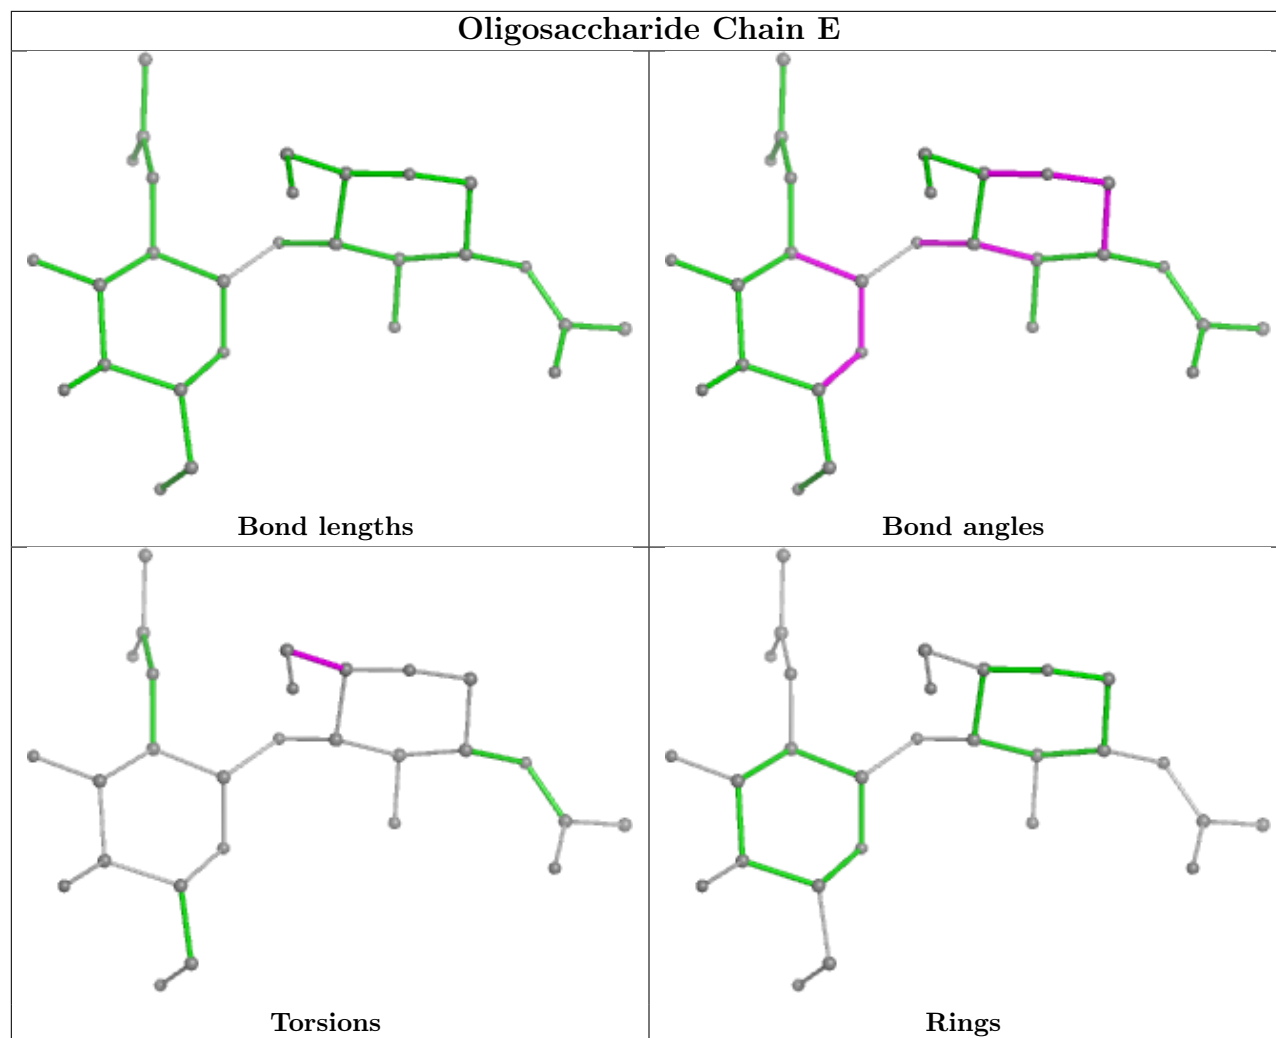 Oligosaccharide Chain E
Bond lengths
Bond angles
Torsions
Rings